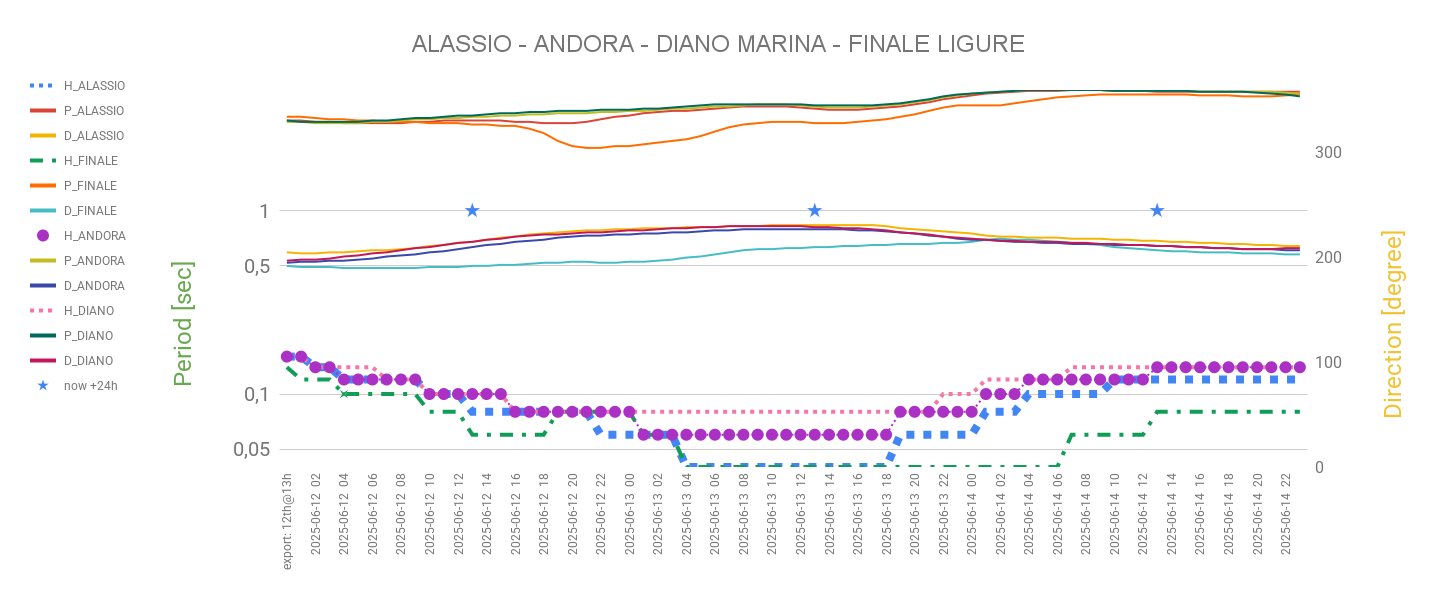 ALASSIO - ANDORA - DIANO MARINA - FINALE LIGURE
H_ALASSIO
P_ALASSIO
D_ALASSIO
H_FINALE
P_FINALE
D_FINALE
H_ANDORA
P_ANDORA
D_ANDORA
H_DIANO
P_DIANO
D_DIANO
now +24h
Period [sec]
1
0,5
0,1
0,05
300
200
100
0
Direction [degree]
export: 12th@13h
2025-06-12 02
2025-06-12 04
2025-06-12 06
2025-06-12 08
2025-06-12 10
2025-06-12 12
2025-06-12 14
2025-06-12 16
2025-06-12 18
2025-06-12 20
2025-06-12 22
2025-06-13 00
2025-06-13 02
2025-06-13 04
2025-06-13 06
2025-06-13 08
2025-06-13 10
2025-06-13 12
2025-06-13 14
2025-06-13 16
2025-06-13 18
2025-06-13 20
2025-06-13 22
2025-06-14 00
2025-06-14 02
2025-06-14 04
2025-06-14 06
2025-06-14 08
2025-06-14 10
2025-06-14 12
2025-06-14 14
2025-06-14 16
2025-06-14 18
2025-06-14 20
2025-06-14 22